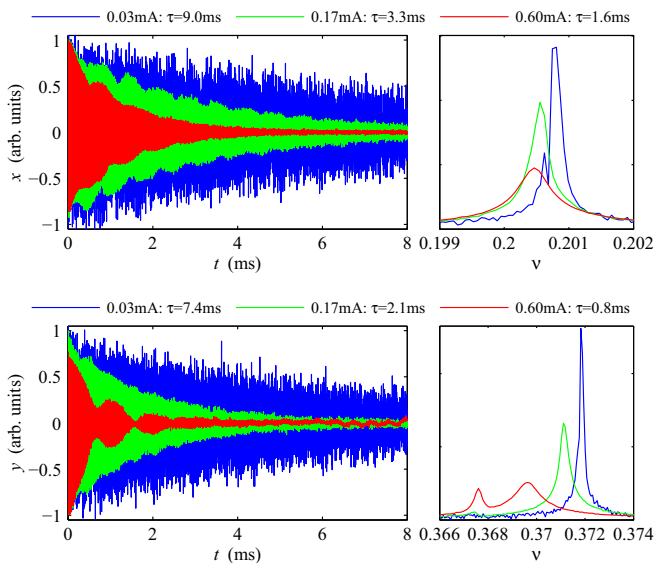 0.03mA: τ=9.0ms 0.17mA: τ=3.3ms 0.60mA: τ=1.6ms
1
0.5
0
−0.5
−1
x (arb. units)
0 2 4 6 8
t (ms)
0.199 0.2 0.201 0.202
ν
0.03mA: τ=7.4ms 0.17mA: τ=2.1ms 0.60mA: τ=0.8ms
1
0.5
0
−0.5
−1
y (arb. units)
0 2 4 6 8
t (ms)
0.366 0.368 0.37 0.372 0.374
ν